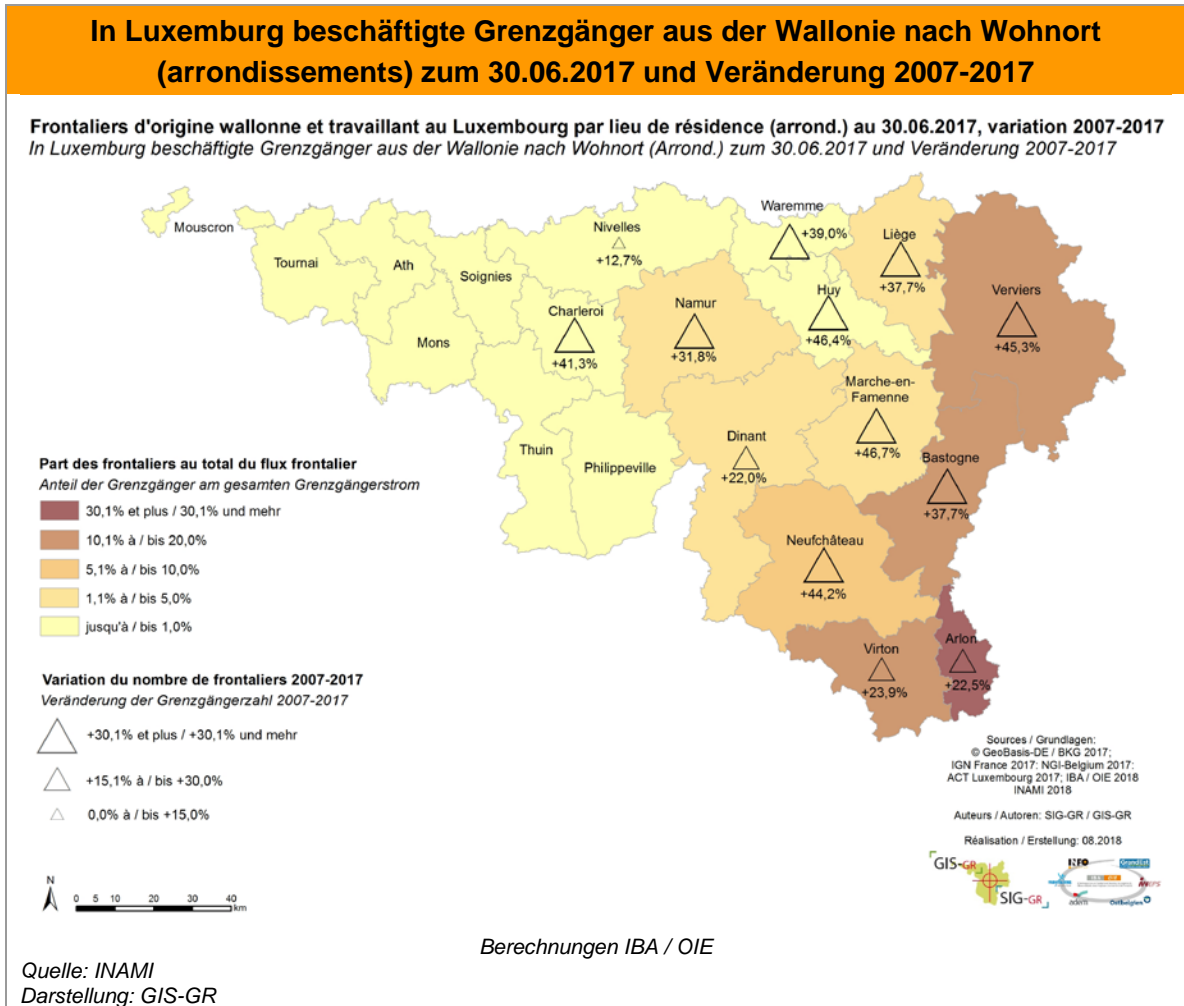 In Luxemburg beschäftigte Grenzgänger aus der Wallonie nach Wohnort
(arrondissements) zum 30.06.2017 und Veränderung 2007-2017
Frontaliers d'origine wallonne et travaillant au Luxembourg par lieu de résidence (arrond.) au 30.06.2017, variation 2007-2017
In Luxemburg beschäftigte Grenzgänger aus der Wallonie nach Wohnort (Arrond.) zum 30.06.2017 und Veränderung 2007-2017
Mouscron
Tournai
Ath
Soignies
Mons
Nivelles
+12,7%
Charleroi
+41,3%
Thuin
Philippeville
Namur
+31,8%
Dinant
+22,0%
Waremme
+39,0%
Huy
+46,4%
Liège
+37,7%
Verviers
+45,3%
Marche-en-
Famenne
+46,7%
Bastogne
+37,7%
Neufchâteau
+44,2%
Virton
+23,9%
Arlon
+22,5%
Part des frontaliers au total du flux frontalier
Anteil der Grenzgänger am gesamten Grenzgängerstrom
30,1% et plus / 30,1% und mehr
10,1% à / bis 20,0%
5,1% à / bis 10,0%
1,1% à / bis 5,0%
jusqu'à / bis 1,0%
Variation du nombre de frontaliers 2007-2017
Veränderung der Grenzgängerzahl 2007-2017
+30,1% et plus / +30,1% und mehr
+15,1% à / bis +30,0%
0,0% à / bis +15,0%
N
0 5 10 20 30 40
km
Sources / Grundlagen:
© GeoBasis-DE / BKG 2017;
IGN France 2017: NGI-Belgium 2017:
ACT Luxembourg 2017; IBA / OIE 2018
INAMI 2018
Auteurs / Autoren: SIG-GR / GIS-GR
Réalisation / Erstellung: 08.2018
GIS-GR
SIG-GR
INFO
GrandEst
adem
Ostbelgien
Berechnungen IBA / OIE
Quelle: INAMI
Darstellung: GIS-GR